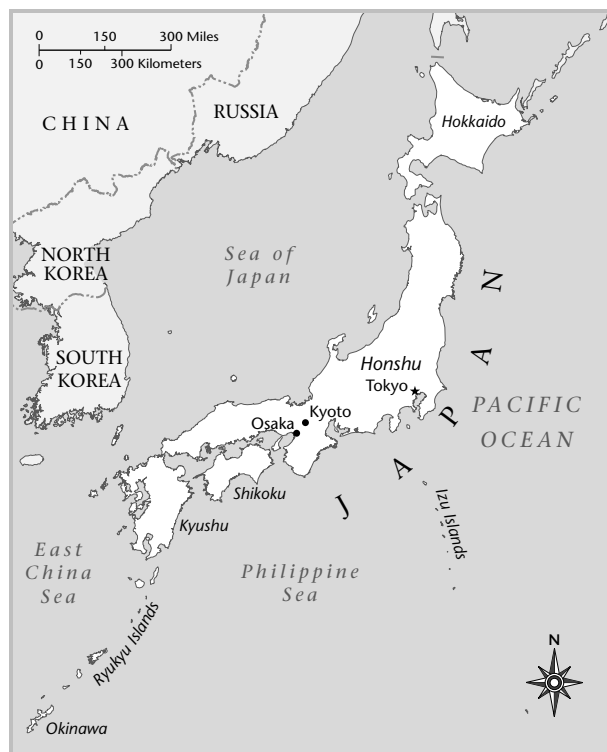 0 150 300 Miles
0 150 300 Kilometers
CHINA
RUSSIA
Hokkaido
NORTH
KOREA
Sea of
Japan
SOUTH
KOREA
Honshu
Tokyo
Kyoto
Osaka
JAPAN
PACIFIC
OCEAN
Shikoku
Kyushu
Izu Islands
East
China
Sea
Philippine
Sea
Ryukyu Islands
Okinawa
N